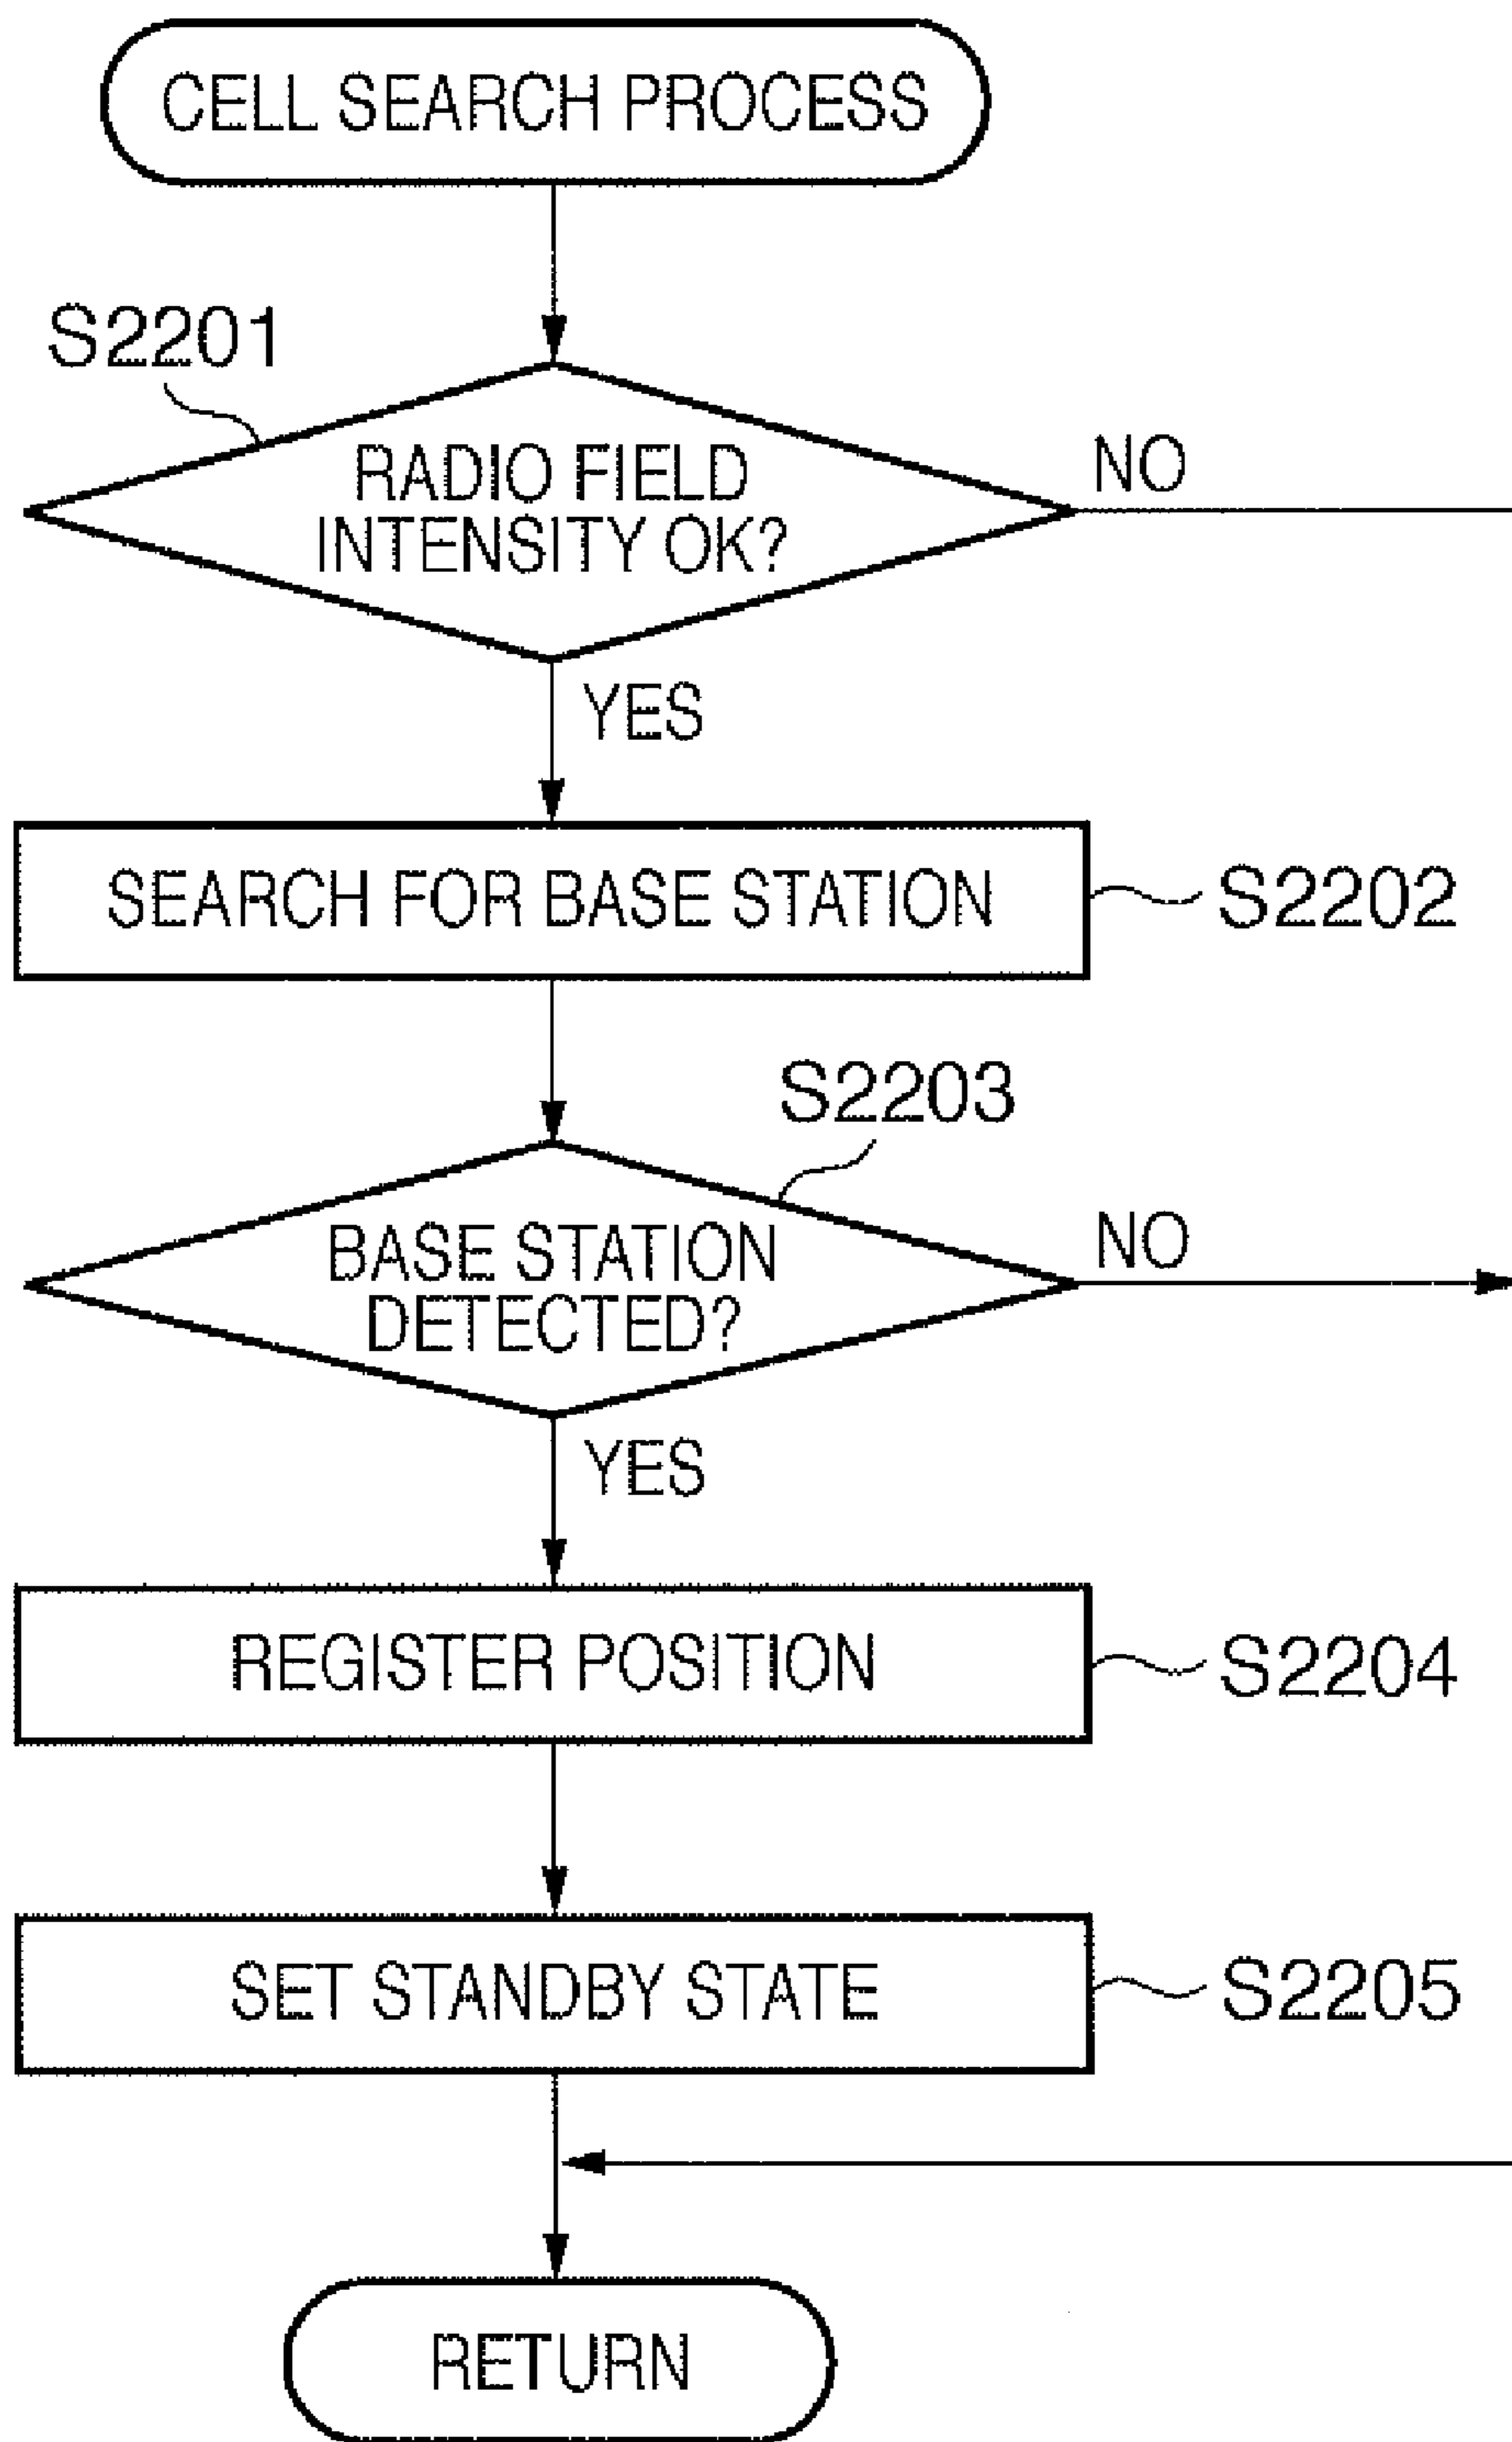 CELL SEARCH PROCESS
S2201
RADIO FIELD
INTENSITY OK?
NO
YES
SEARCH FOR BASE STATION
S2202
S2203
BASE STATION
DETECTED?
NO
YES
REGISTER POSITION
S2204
SET STANDBY STATE
S2205
RETURN